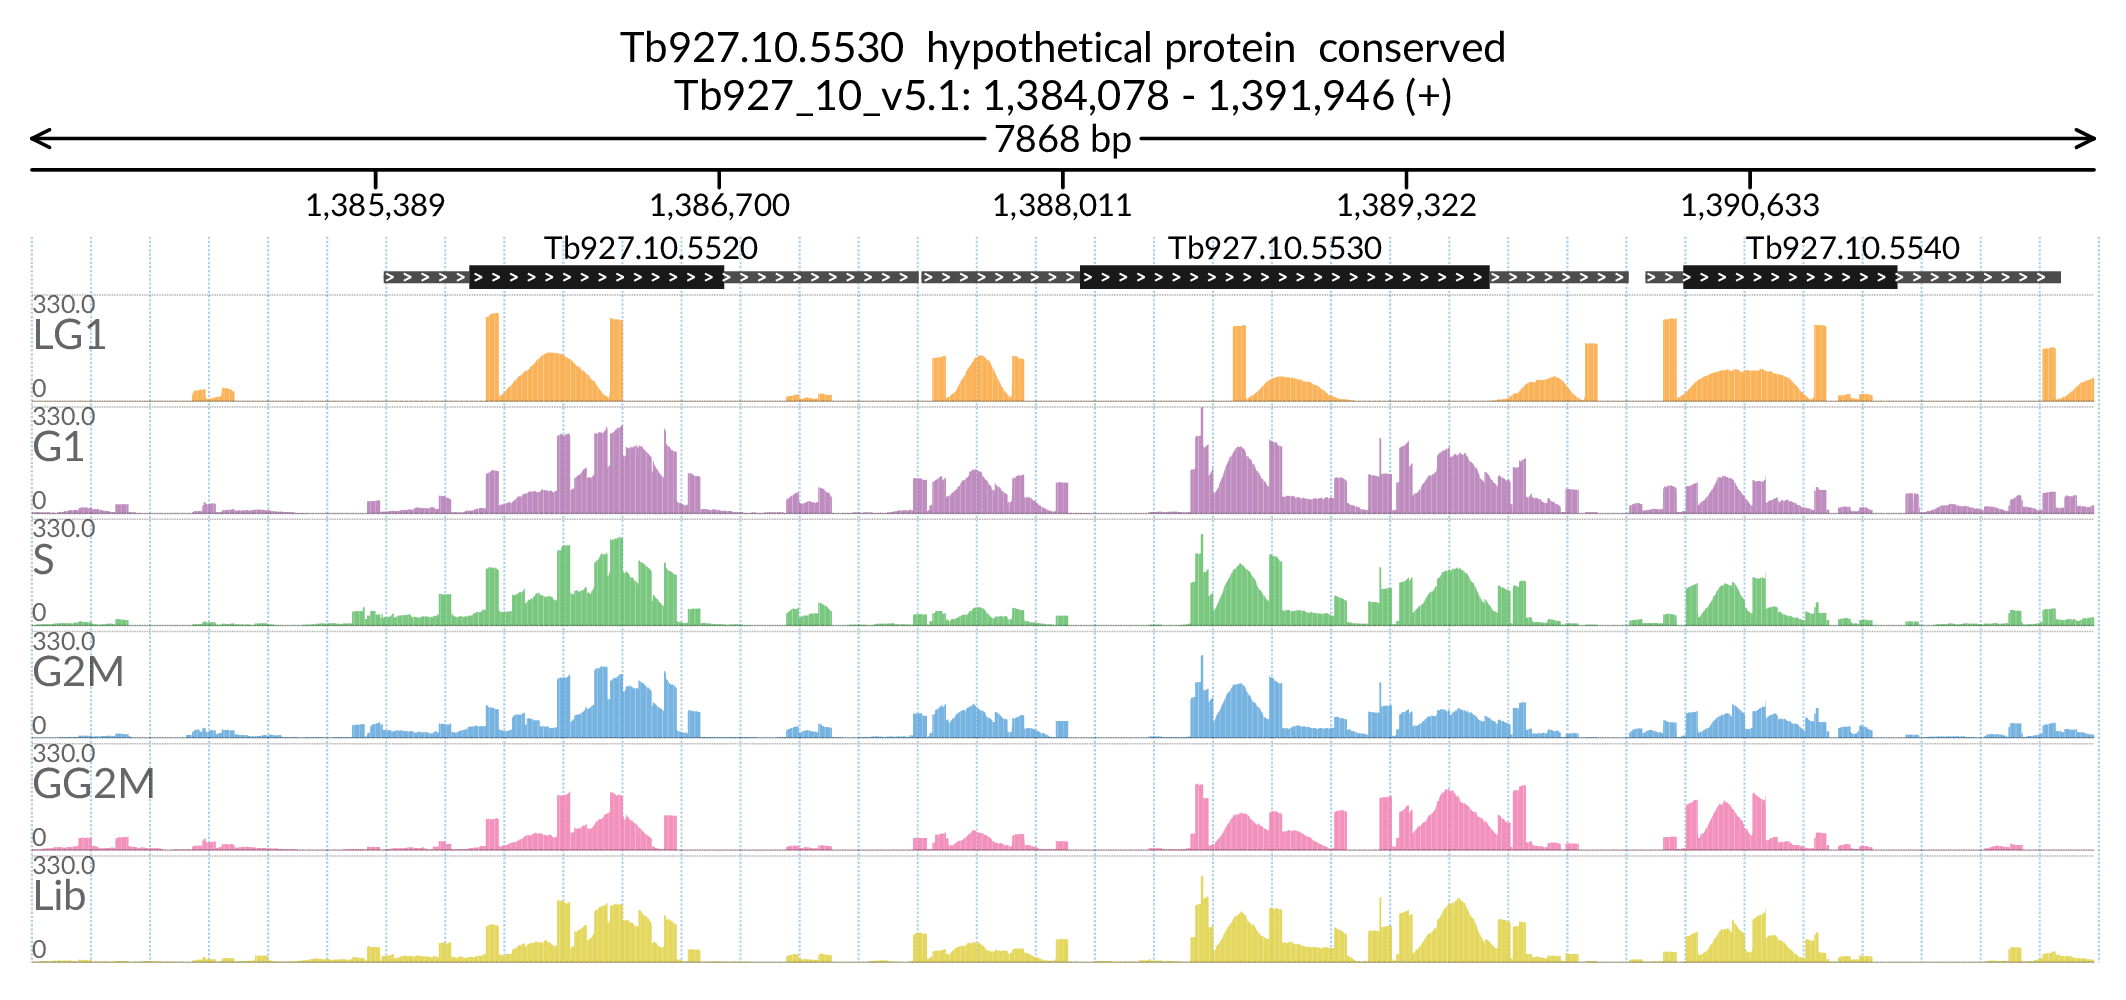 Tb927.10.5530 hypothetical protein conserved
Tb927_10_v5.1: 1,384,078 - 1,391,946 (+)
7868 bp
1,385,389 1,386,700 1,388,011 1,389,322 1,390,633
Tb927.10.5520 Tb927.10.5530 Tb927.10.5540
330.0
LG1
0
330.0
G1
0
330.0
S
0
330.0
G2M
0
330.0
GG2M
0
330.0
Lib
0